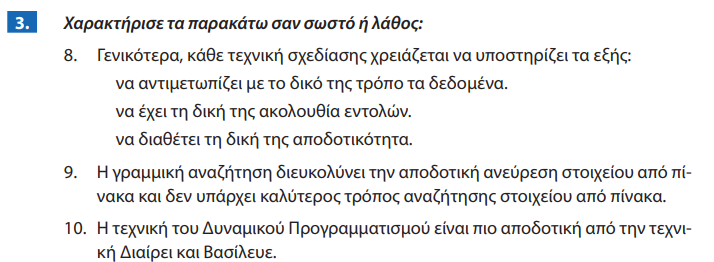 3. Χαρακτήρισε τα παρακάτω σαν σωστό ή λάθος:
8. Γενικότερα, κάθε τεχνική σχεδίασης χρειάζεται να υποστηρίζει τα εξής:
να αντιμετωπίζει με το δικό της τρόπο τα δεδομένα.
να έχει τη δική της ακολουθία εντολών.
να διαθέτει τη δική της αποδοτικότητα.
9. Η γραμμική αναζήτηση διευκολύνει την αποδοτική ανεύρεση στοιχείου από πί-
νακα και δεν υπάρχει καλύτερος τρόπος αναζήτησης στοιχείου από πίνακα.
10. Η τεχνική του Δυναμικού Προγραμματισμού είναι πιο αποδοτική από την τεχνι-
κή Διαίρει και Βασίλευε.